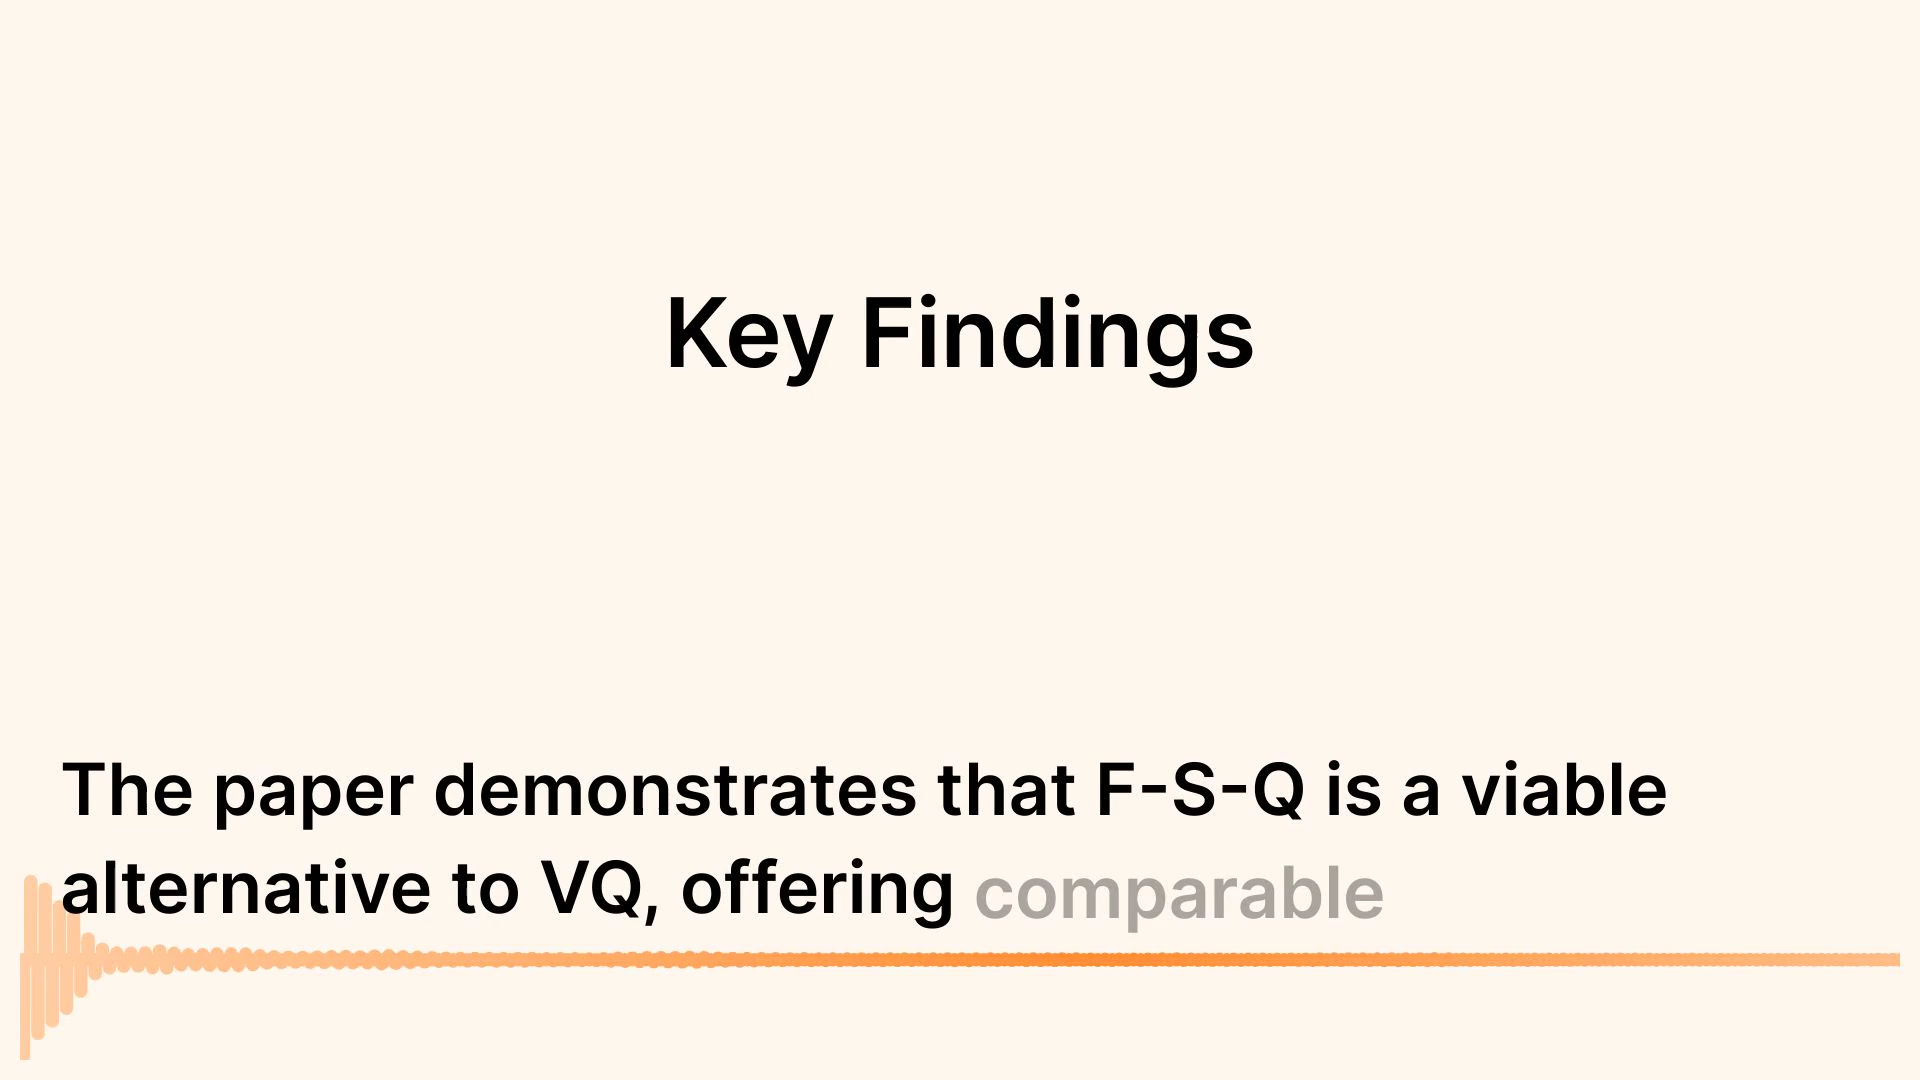 Key Findings
The paper demonstrates that F-S-Q is a viable
alternative to VQ, offering comparable